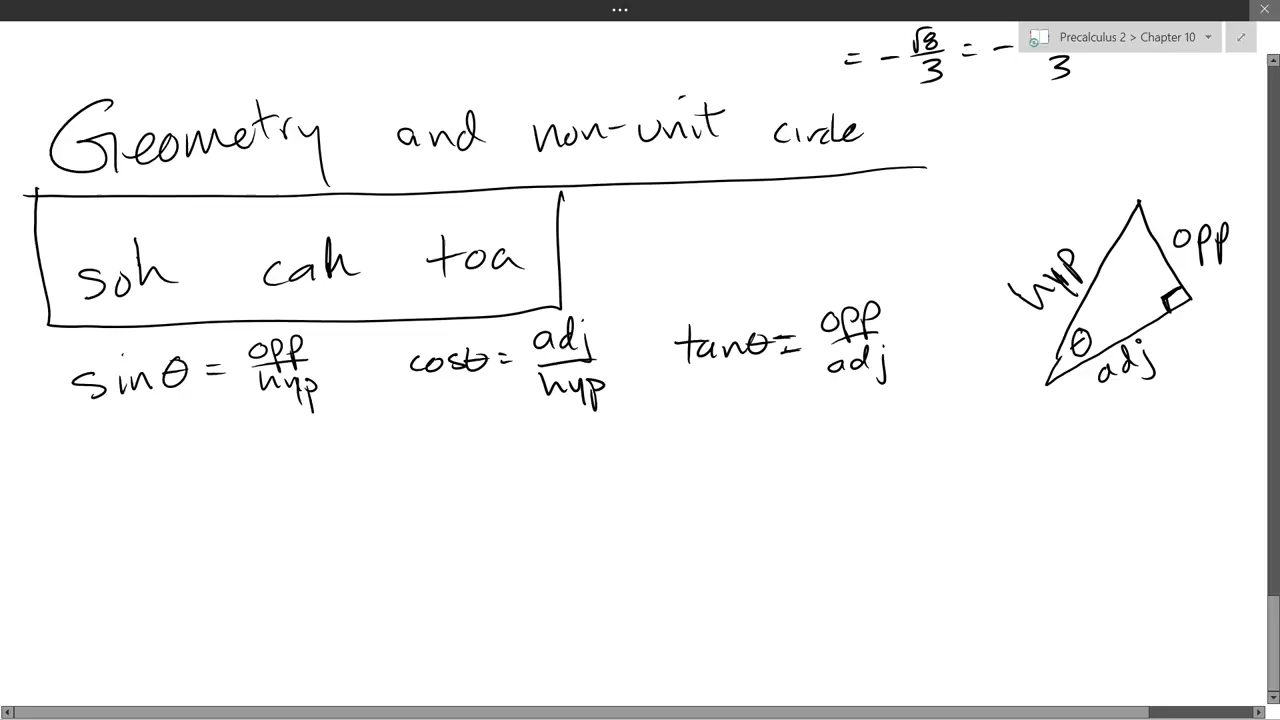 ...
Precalculus 2 > Chapter 10
= - √8/3 = - /3
Geometry and non-unit circle
soh cah toa
sinθ = opp/hyp cosθ = adj/hyp tanθ = opp/adj
hyp
opp
θ
adj